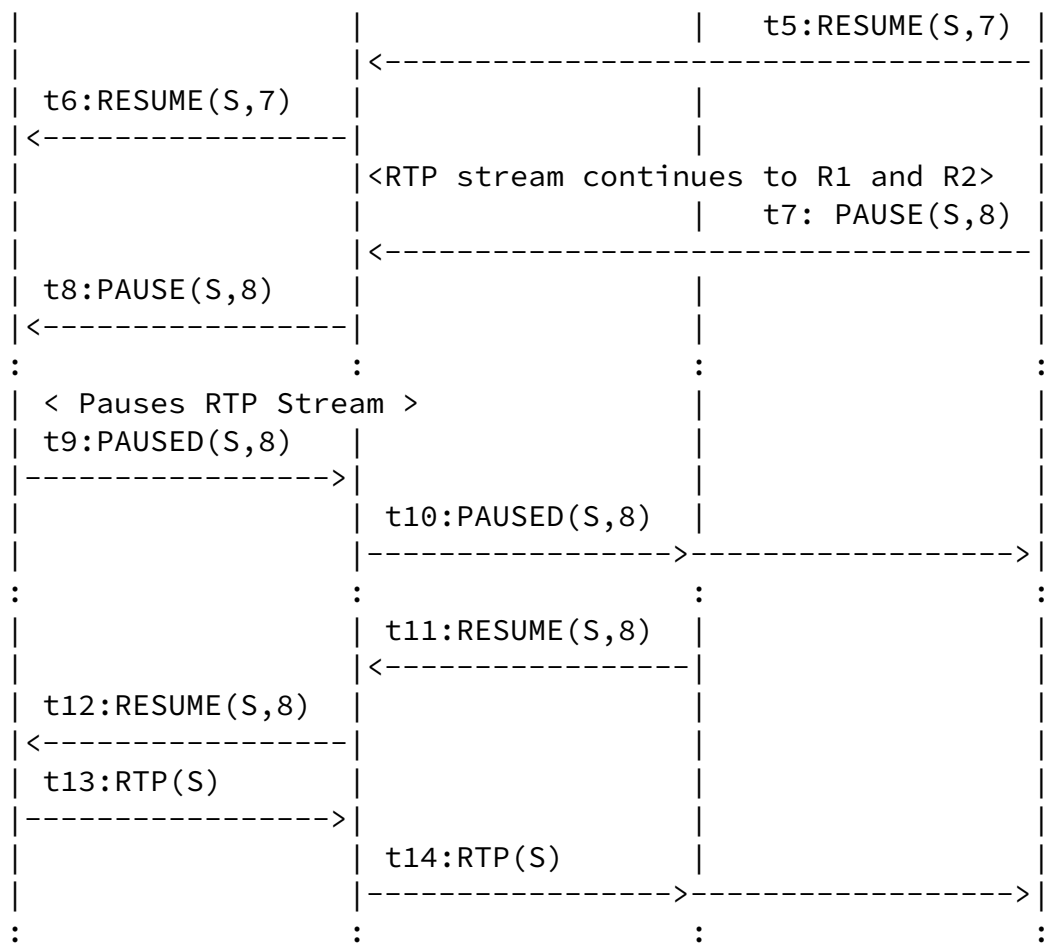 |                  |                  |   t5:RESUME(S,7) |
|                  |<------------------------------------|
| t6:RESUME(S,7)   |                  |                  |
|<-----------------|                  |                  |
|                  |<RTP stream continues to R1 and R2>  |
|                  |                  |   t7: PAUSE(S,8) |
|                  |<------------------------------------|
| t8:PAUSE(S,8)    |                  |                  |
|<-----------------|                  |                  |
:                  :                  :                  :
| < Pauses RTP Stream >               |                  |
| t9:PAUSED(S,8)   |                  |                  |
|----------------->|                  |                  |
|                  | t10:PAUSED(S,8)  |                  |
|                  |----------------->------------------>|
:                  :                  :                  :
|                  | t11:RESUME(S,8)  |                  |
|                  |<-----------------|                  |
| t12:RESUME(S,8)  |                  |                  |
|<-----------------|                  |                  |
| t13:RTP(S)       |                  |                  |
|----------------->|                  |                  |
|                  | t14:RTP(S)       |                  |
|                  |----------------->------------------>|
:                  :                  :                  :